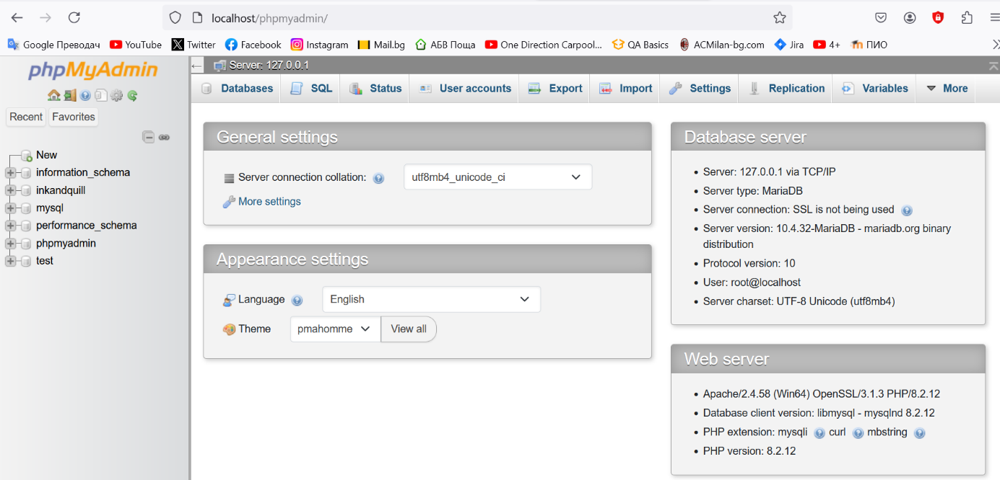 localhost/phpmyadmin/
Google Преводач YouTube Twitter Facebook Instagram Mail.bg АБВ Поща One Direction Carpool... QA Basics ACMilan-bg.com Jira 4+ ПИО
phpMyAdmin
Recent Favorites
New
information_schema
inkandquill
mysql
performance_schema
phpmyadmin
test
Server: 127.0.0.1
Databases SQL Status User accounts Export Import Settings Replication Variables More
General settings
Server connection collation: utf8mb4_unicode_ci
More settings
Appearance settings
Language English
Theme pmahomme View all
Database server
Server: 127.0.0.1 via TCP/IP
Server type: MariaDB
Server connection: SSL is not being used
Server version: 10.4.32-MariaDB - mariadb.org binary
distribution
Protocol version: 10
User: root@localhost
Server charset: UTF-8 Unicode (utf8mb4)
Web server
Apache/2.4.58 (Win64) OpenSSL/3.1.3 PHP/8.2.12
Database client version: libmysql - mysqlnd 8.2.12
PHP extension: mysqli curl mbstring
PHP version: 8.2.12